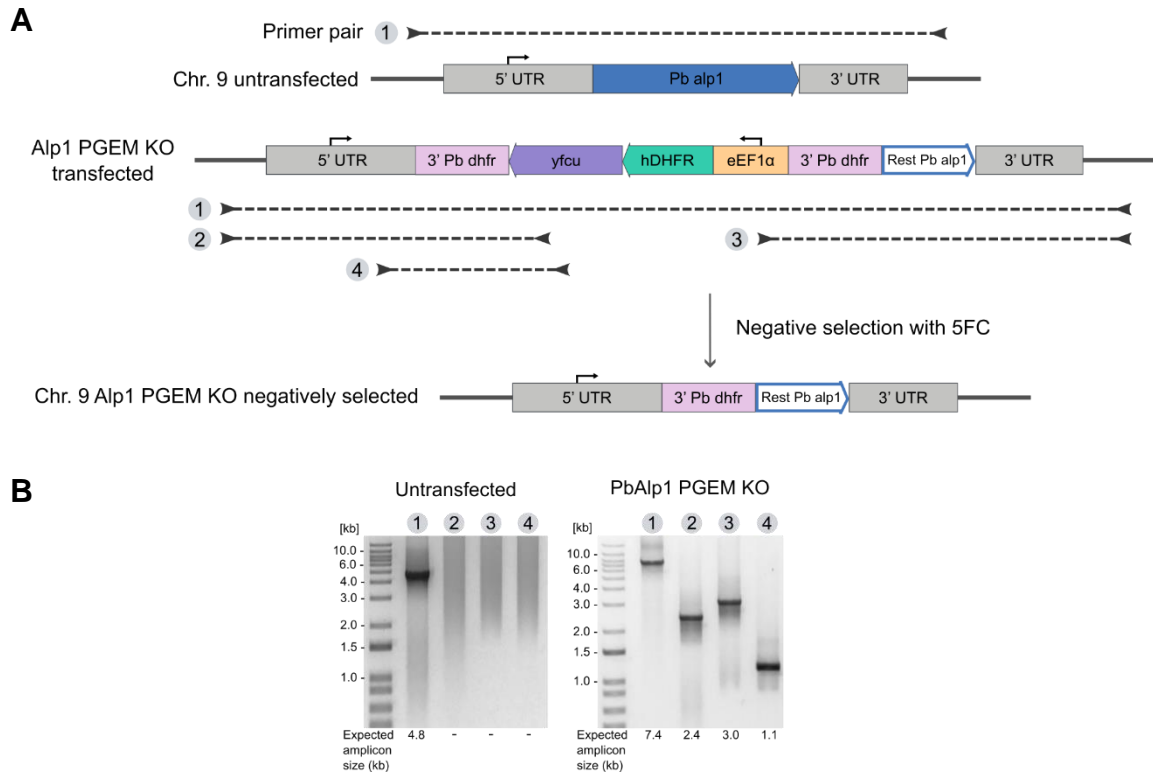 A
Primer pair 1
Chr. 9 untransfected
5' UTR Pb alp1 3' UTR
Alp1 PGEM KO
transfected
5' UTR 3' Pb dhfr yfcu hDHFR eEF1α 3' Pb dhfr Rest Pb alp1 3' UTR
1
2 3
4
Negative selection with 5FC
Chr. 9 Alp1 PGEM KO negatively selected
5' UTR 3' Pb dhfr Rest Pb alp1 3' UTR
B
Untransfected
[kb] 1 2 3 4
10.0 -
6.0 -
4.0 -
3.0 -
2.0 -
1.5 -
1.0 -
Expected 4.8 - - -
amplicon
size (kb)
PbAlp1 PGEM KO
[kb] 1 2 3 4
10.0 -
6.0 -
4.0 -
3.0 -
2.0 -
1.5 -
1.0 -
Expected 7.4 2.4 3.0 1.1
amplicon
size (kb)